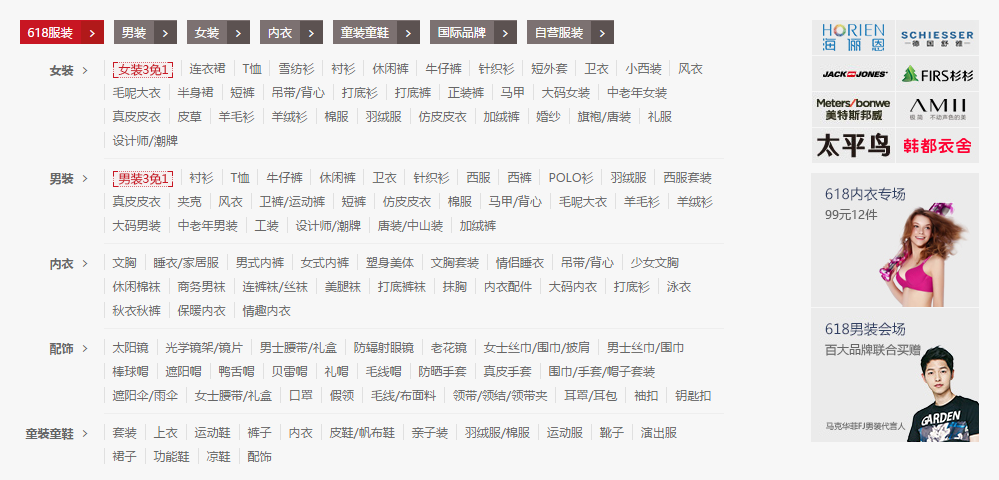 618服装 > 男装 > 女装 > 内衣 > 童装童鞋 > 国际品牌 > 自营服装 >
女装 > 女装3免1 连衣裙 T恤 雪纺衫 衬衫 休闲裤 牛仔裤 针织衫 短外套 卫衣 小西装 风衣
毛呢大衣 半身裙 短裤 吊带/背心 打底衫 打底裤 正装裤 马甲 大码女装 中老年女装
真皮皮衣 皮草 羊毛衫 羊绒衫 棉服 羽绒服 仿皮皮衣 加绒裤 婚纱 旗袍/唐装 礼服
设计师/潮牌
男装 > 男装3免1 衬衫 T恤 牛仔裤 休闲裤 卫衣 针织衫 西服 西裤 POLO衫 羽绒服 西服套装
真皮皮衣 夹克 风衣 卫裤/运动裤 短裤 仿皮皮衣 棉服 马甲/背心 毛呢大衣 羊毛衫 羊绒衫
大码男装 中老年男装 工装 设计师/潮牌 唐装/中山装 加绒裤
内衣 > 文胸 睡衣/家居服 男式内裤 女式内裤 塑身美体 文胸套装 情侣睡衣 吊带/背心 少女文胸
休闲棉袜 商务男袜 连裤袜/丝袜 美腿袜 打底裤袜 抹胸 内衣配件 大码内衣 打底衫 泳衣
秋衣秋裤 保暖内衣 情趣内衣
配饰 > 太阳镜 光学镜架/镜片 男士腰带/礼盒 防辐射眼镜 老花镜 女士丝巾/围巾/披肩 男士丝巾/围巾
棒球帽 遮阳帽 鸭舌帽 贝雷帽 礼帽 毛线帽 防晒手套 真皮手套 围巾/手套/帽子套装
遮阳伞/雨伞 女士腰带/礼盒 口罩 假领 毛线/布面料 领带/领结/领带夹 耳罩/耳包 袖扣 钥匙扣
童装童鞋 > 套装 上衣 运动鞋 裤子 内衣 皮鞋/帆布鞋 亲子装 羽绒服/棉服 运动服 靴子 演出服
裙子 功能鞋 凉鞋 配饰
HORIEN
海俪恩
SCHIESSER
德国舒雅
JACK JONES
FIRS杉杉
Meters/bonwe
美特斯邦威
AMII
极简 不动声色的美
太平鸟
韩都衣舍
618内衣专场
99元12件
618男装会场
百大品牌联合买赠
GARDEN
马克华菲FJ男装代言人